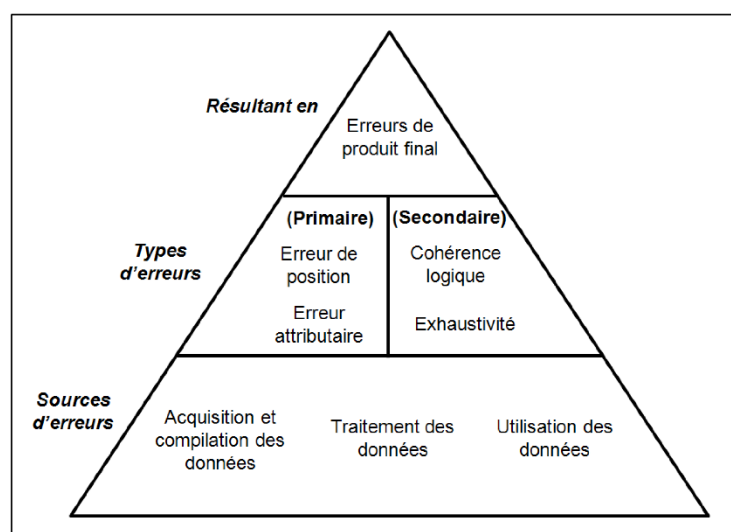 Résultant en
Erreurs de
produit final
Types
d'erreurs
(Primaire)
Erreur de
position
Erreur
attributaire
(Secondaire)
Cohérence
logique
Exhaustivité
Sources
d'erreurs
Acquisition et
compilation des
données
Traitement des
données
Utilisation des
données